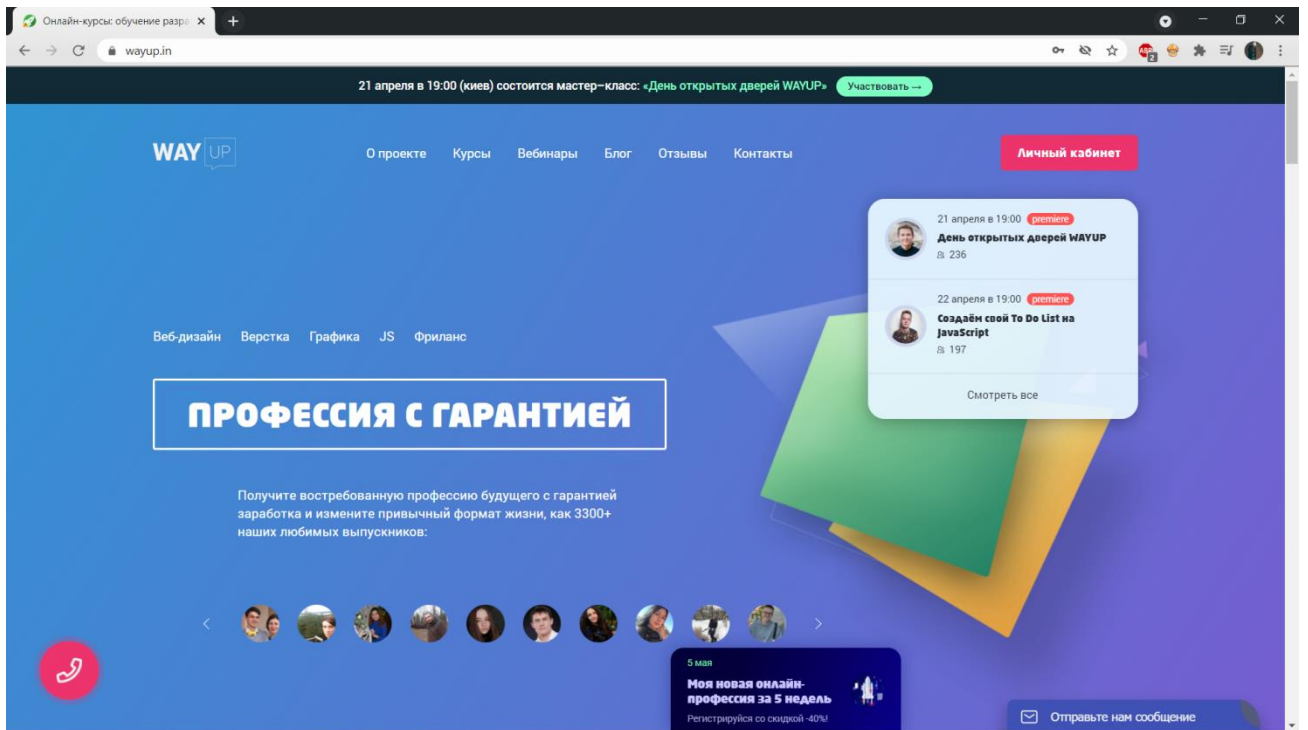 Онлайн-курсы: обучение разра
wayup.in
ABP
2
21 апреля в 19:00 (киев) состоится мастер-класс: «День открытых дверей WAYUP» Участвовать →
WAY UP
О проекте Курсы Вебинары Блог Отзывы Контакты
Личный кабинет
21 апреля в 19:00 premiere
День открытых дверей WAYUP
236
22 апреля в 19:00 premiere
Создаём свой To Do List на
JavaScript
197
Смотреть все
Веб-дизайн Верстка Графика JS Фриланс
ПРОФЕССИЯ С ГАРАНТИЕЙ
Получите востребованную профессию будущего с гарантией
заработка и измените привычный формат жизни, как 3300+
наших любимых выпускников:
5 мая
Моя новая онлайн-
профессия за 5 недель
Регистрируйся со скидкой -40%!
Отправьте нам сообщение